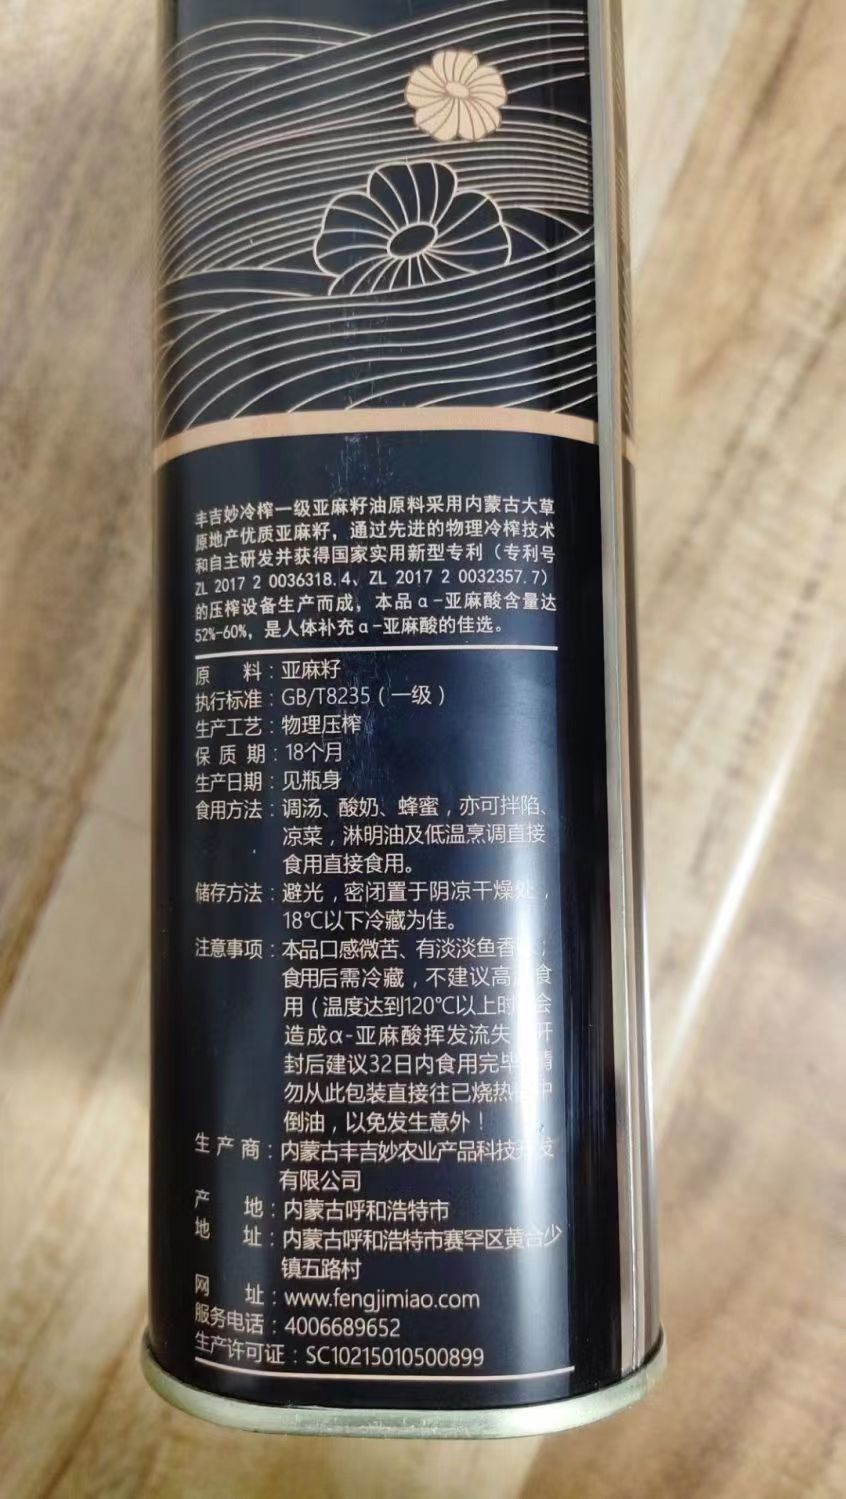 丰吉妙冷榨一级亚麻籽油原料采用内蒙古大草
原地产优质亚麻籽，通过先进的物理冷榨技术
和自主研发并获得国家实用新型专利（专利号
ZL 2017 2 0036318.4、ZL 2017 2 0032357.7）
的压榨设备生产而成，本品α-亚麻酸含量达
52%-60%，是人体补充α-亚麻酸的佳选。
原 料：亚麻籽
执行标准：GB/T8235（一级）
生产工艺：物理压榨
保 质 期：18个月
生产日期：见瓶身
食用方法：调汤、酸奶、蜂蜜，亦可拌馅、
凉菜，淋明油及低温烹调直接
食用直接食用。
储存方法：避光，密闭置于阴凉干燥处，
18℃以下冷藏为佳。
注意事项：本品口感微苦、有淡淡鱼香；
食用后需冷藏，不建议高 食
用（温度达到120℃以上时 会
造成α-亚麻酸挥发流失 开
封后建议32日内食用完毕 请
勿从此包装直接往已烧热 中
倒油，以免发生意外！
生 产 商：内蒙古丰吉妙农业产品科技开发
有限公司
产 地：内蒙古呼和浩特市
地 址：内蒙古呼和浩特市赛罕区黄合少
镇五路村
网 址：www.fengjimiao.com
服务电话：4006689652
生产许可证：SC10215010500899